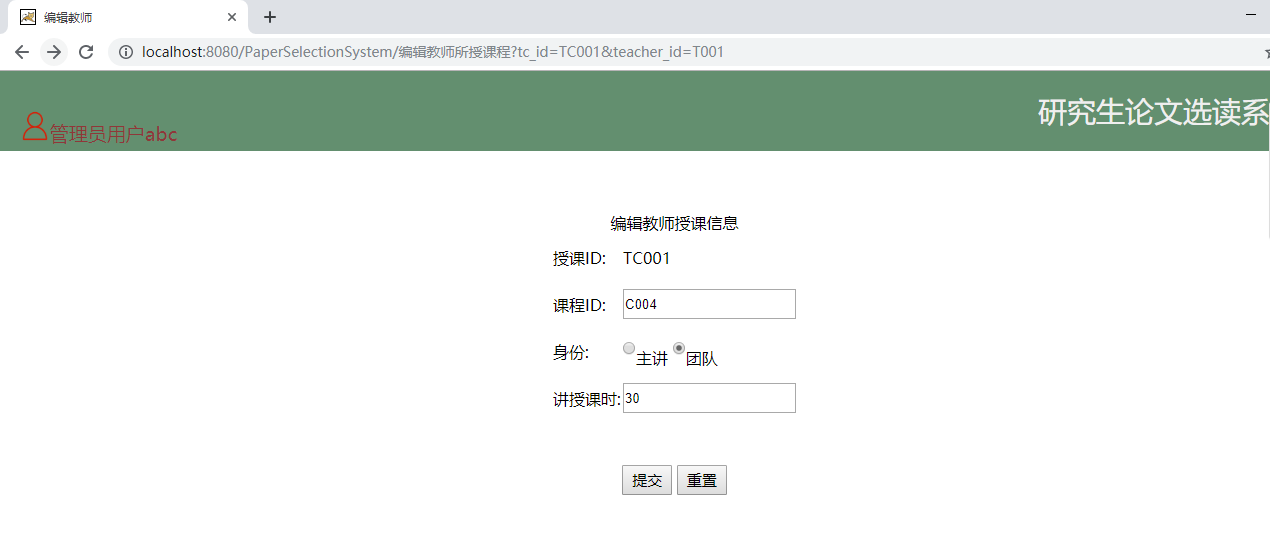 编辑教师
localhost:8080/PaperSelectionSystem/编辑教师所授课程?tc_id=TC001&teacher_id=T001
管理员用户abc
研究生论文选读系
编辑教师授课信息
授课ID: TC001
课程ID: C004
身份: 主讲 团队
讲授课时: 30
提交 重置